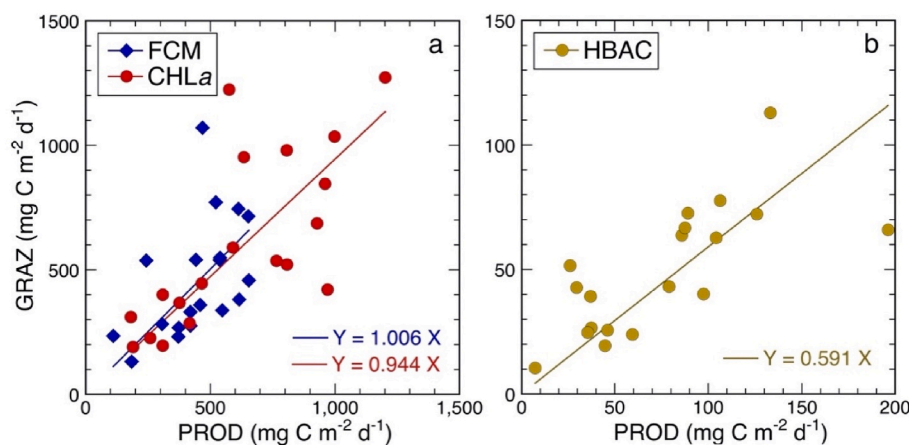 1500
1000
500
0
GRAZ (mg C m⁻² d⁻¹)
a
FCM
CHLa
Y = 1.006 X
Y = 0.944 X
0
500
1,000
1,500
PROD (mg C m⁻² d⁻¹)
150
100
50
0
b
HBAC
Y = 0.591 X
0
50
100
150
200
PROD (mg C m⁻² d⁻¹)